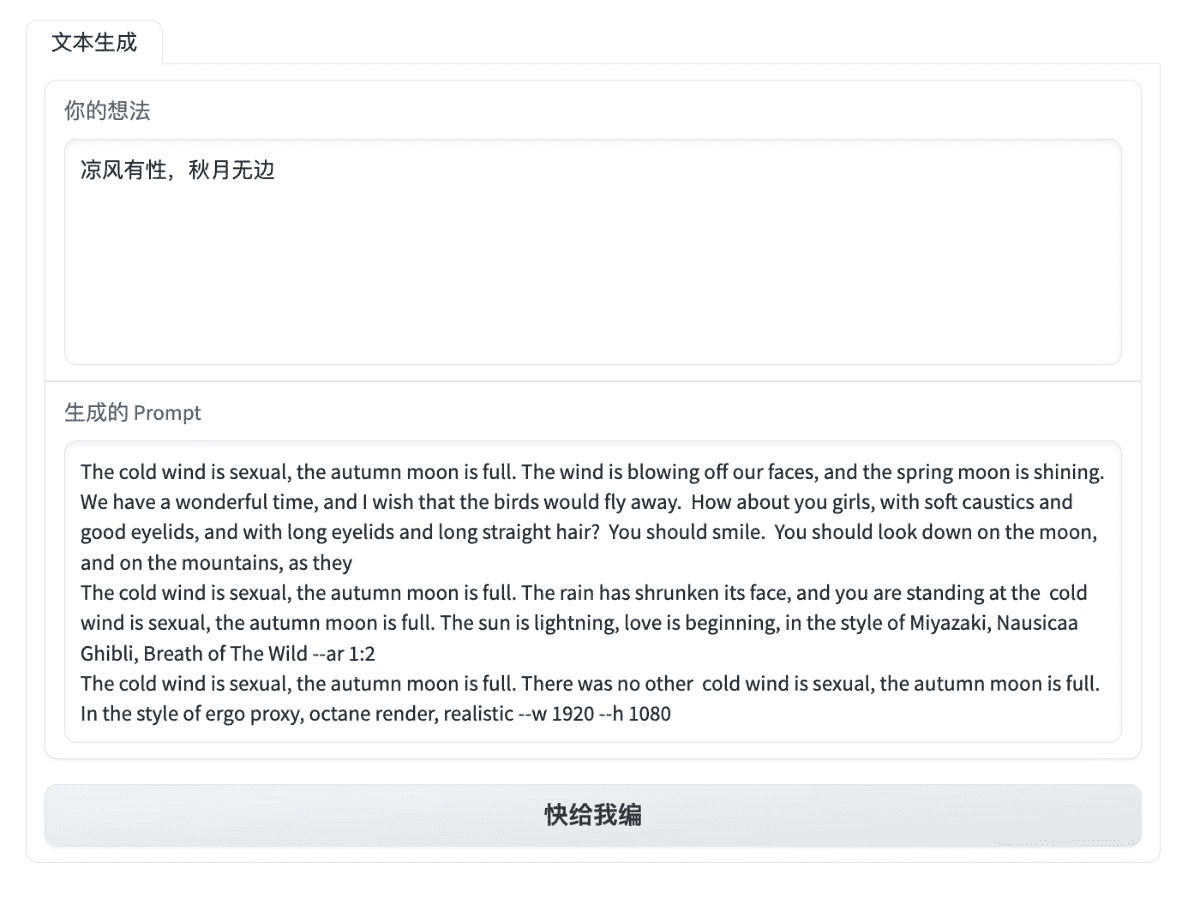 文本生成
你的想法
凉风有性，秋月无边
生成的 Prompt
The cold wind is sexual, the autumn moon is full. The wind is blowing off our faces, and the spring moon is shining.
We have a wonderful time, and I wish that the birds would fly away.  How about you girls, with soft caustics and
good eyelids, and with long eyelids and long straight hair?  You should smile.  You should look down on the moon,
and on the mountains, as they
The cold wind is sexual, the autumn moon is full. The rain has shrunken its face, and you are standing at the  cold
wind is sexual, the autumn moon is full. The sun is lightning, love is beginning, in the style of Miyazaki, Nausicaa
Ghibli, Breath of The Wild --ar 1:2
The cold wind is sexual, the autumn moon is full. There was no other  cold wind is sexual, the autumn moon is full.
In the style of ergo proxy, octane render, realistic --w 1920 --h 1080
快给我编